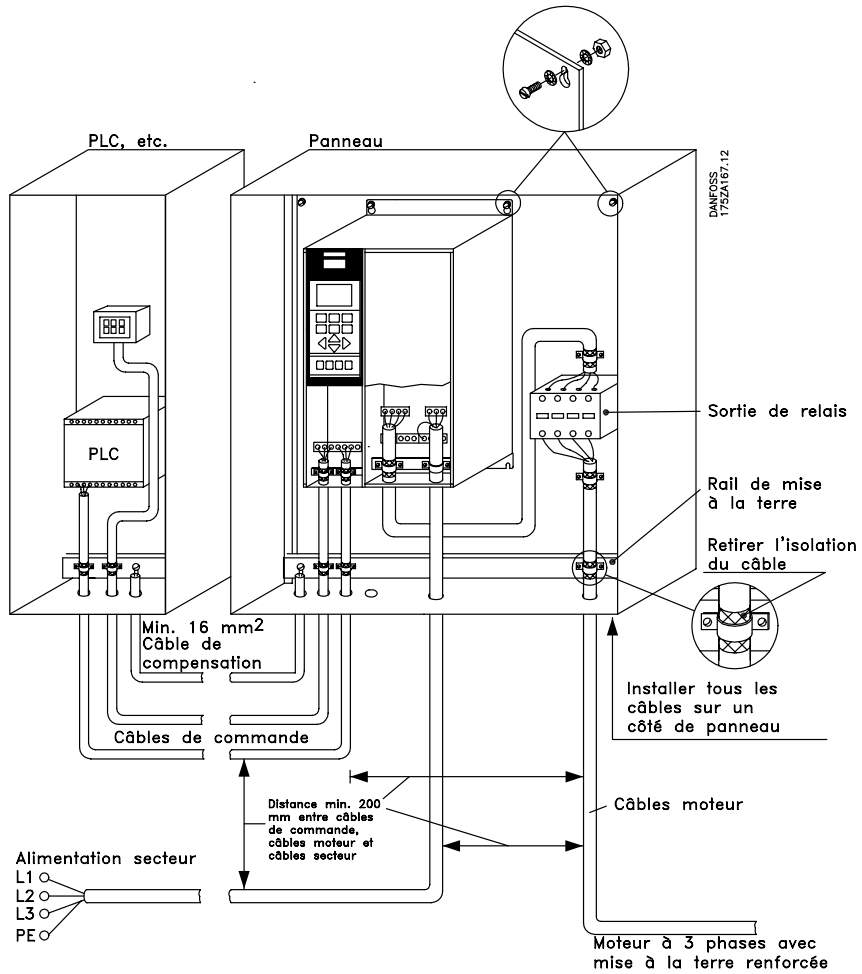 PLC, etc.
Panneau
DANFOSS
175ZA167.12
PLC
Sortie de relais
Rail de mise
à la terre
Retirer l'isolation
du câble
Min. 16 mm2
Câble de
compensation
Installer tous les
câbles sur un
côté de panneau
Câbles de commande
Distance min. 200
mm entre câbles
de commande,
câbles moteur et
câbles secteur
Câbles moteur
Alimentation secteur
L1
L2
L3
PE
Moteur à 3 phases avec
mise à la terre renforcée